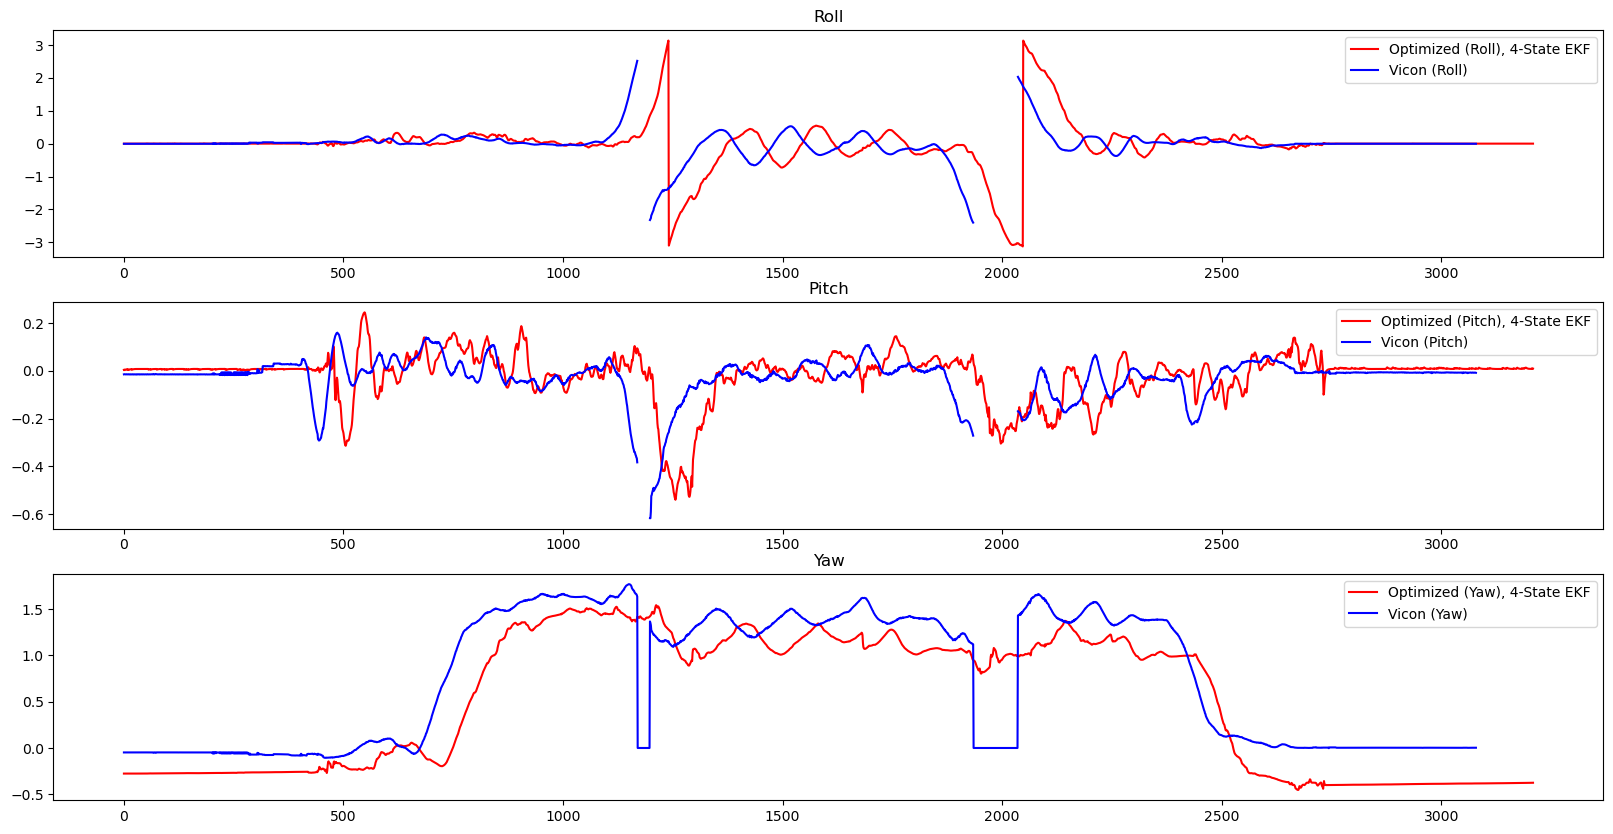 Roll
3
2
1
0
−1
−2
−3
Optimized (Roll), 4-State EKF
Vicon (Roll)
0 500 1000 1500 2000 2500 3000
Pitch
0.2
0.0
−0.2
−0.4
−0.6
Optimized (Pitch), 4-State EKF
Vicon (Pitch)
0 500 1000 1500 2000 2500 3000
Yaw
1.5
1.0
0.5
0.0
−0.5
Optimized (Yaw), 4-State EKF
Vicon (Yaw)
0 500 1000 1500 2000 2500 3000